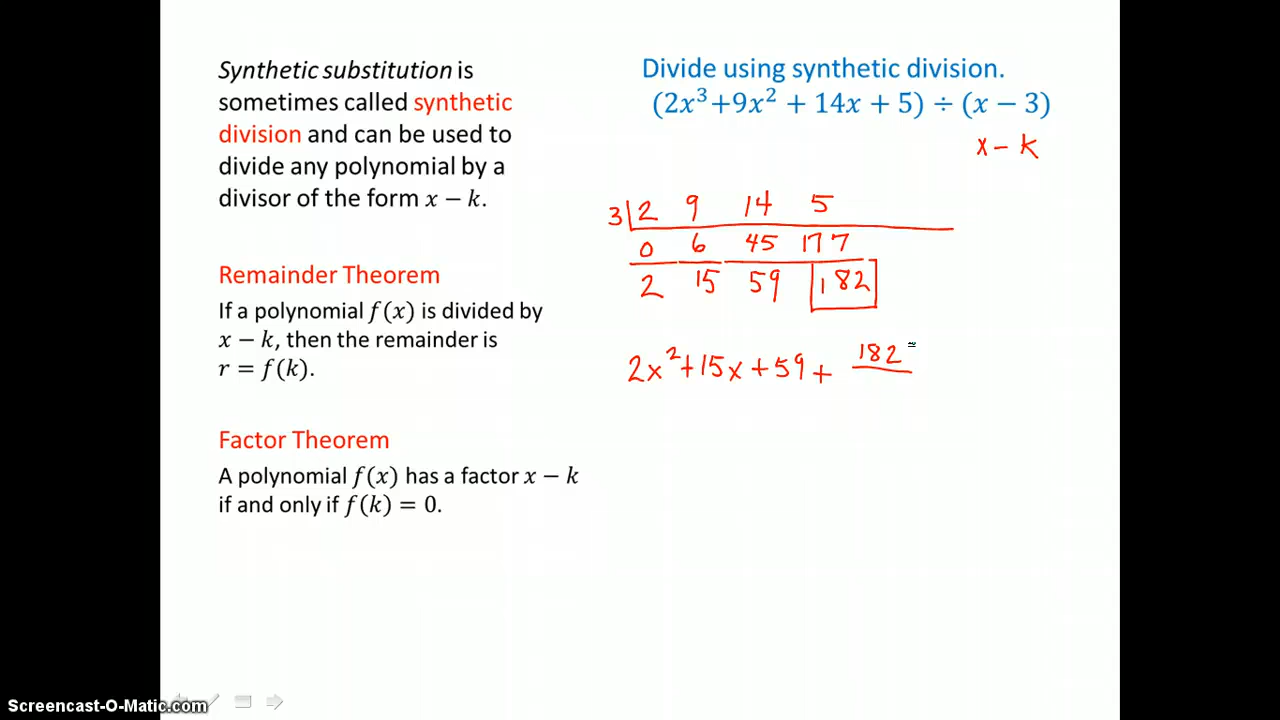 Synthetic substitution is
sometimes called synthetic
division and can be used to
divide any polynomial by a
divisor of the form x − k.
Remainder Theorem
If a polynomial f(x) is divided by
x − k, then the remainder is
r = f(k).
Factor Theorem
A polynomial f(x) has a factor x − k
if and only if f(k) = 0.
Divide using synthetic division.
(2x³+9x² + 14x + 5) ÷ (x − 3)
x − k
3 2 9 14 5
0 6 45 177
2 15 59 182
2x² + 15x + 59 + 182
Screencast-O-Matic.com